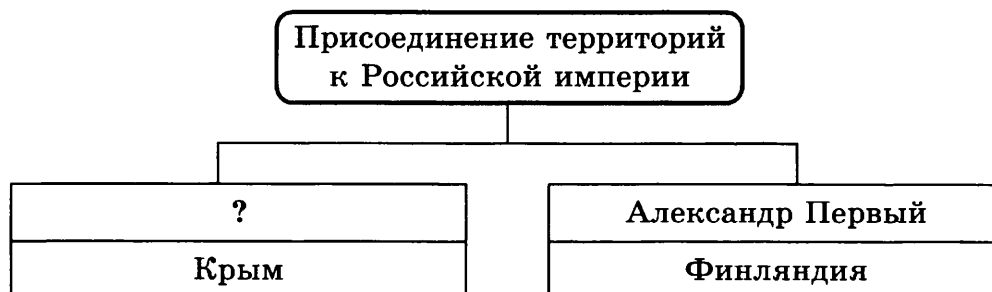 Присоединение территорий
к Российской империи
?
Александр Первый
Крым
Финляндия